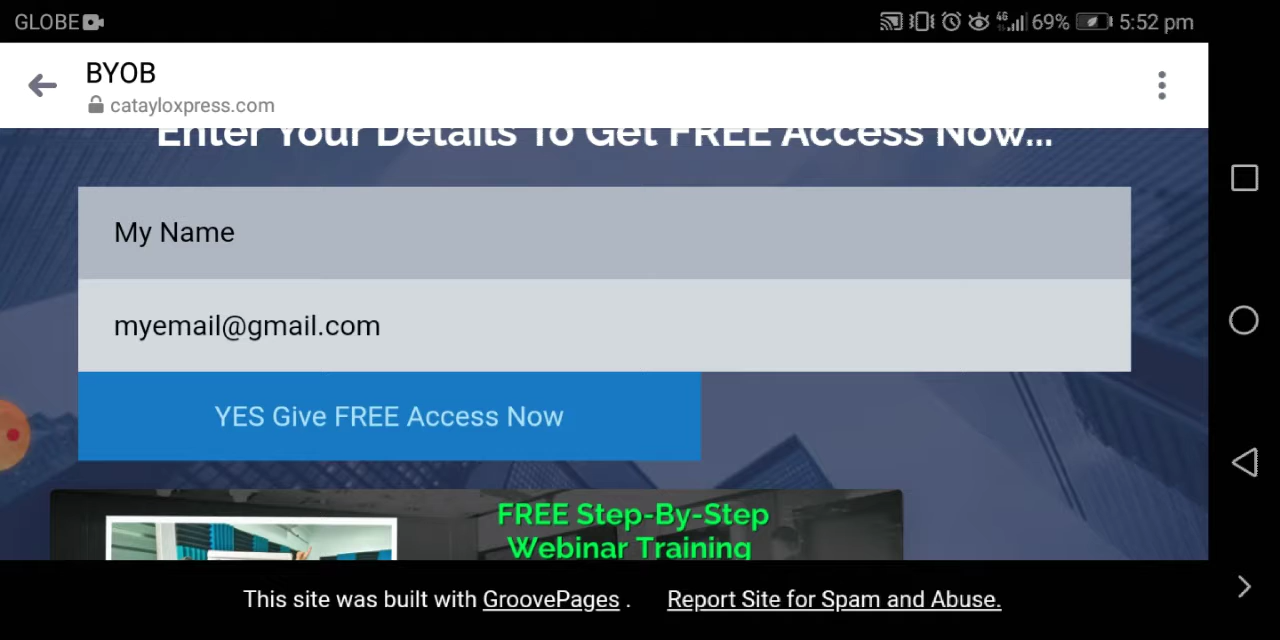 GLOBE
4G 69% 5:52 pm
BYOB
catayloxpress.com
Enter Your Details To Get FREE Access Now...
My Name
myemail@gmail.com
YES Give FREE Access Now
FREE Step-By-Step
Webinar Training
This site was built with GroovePages . Report Site for Spam and Abuse.